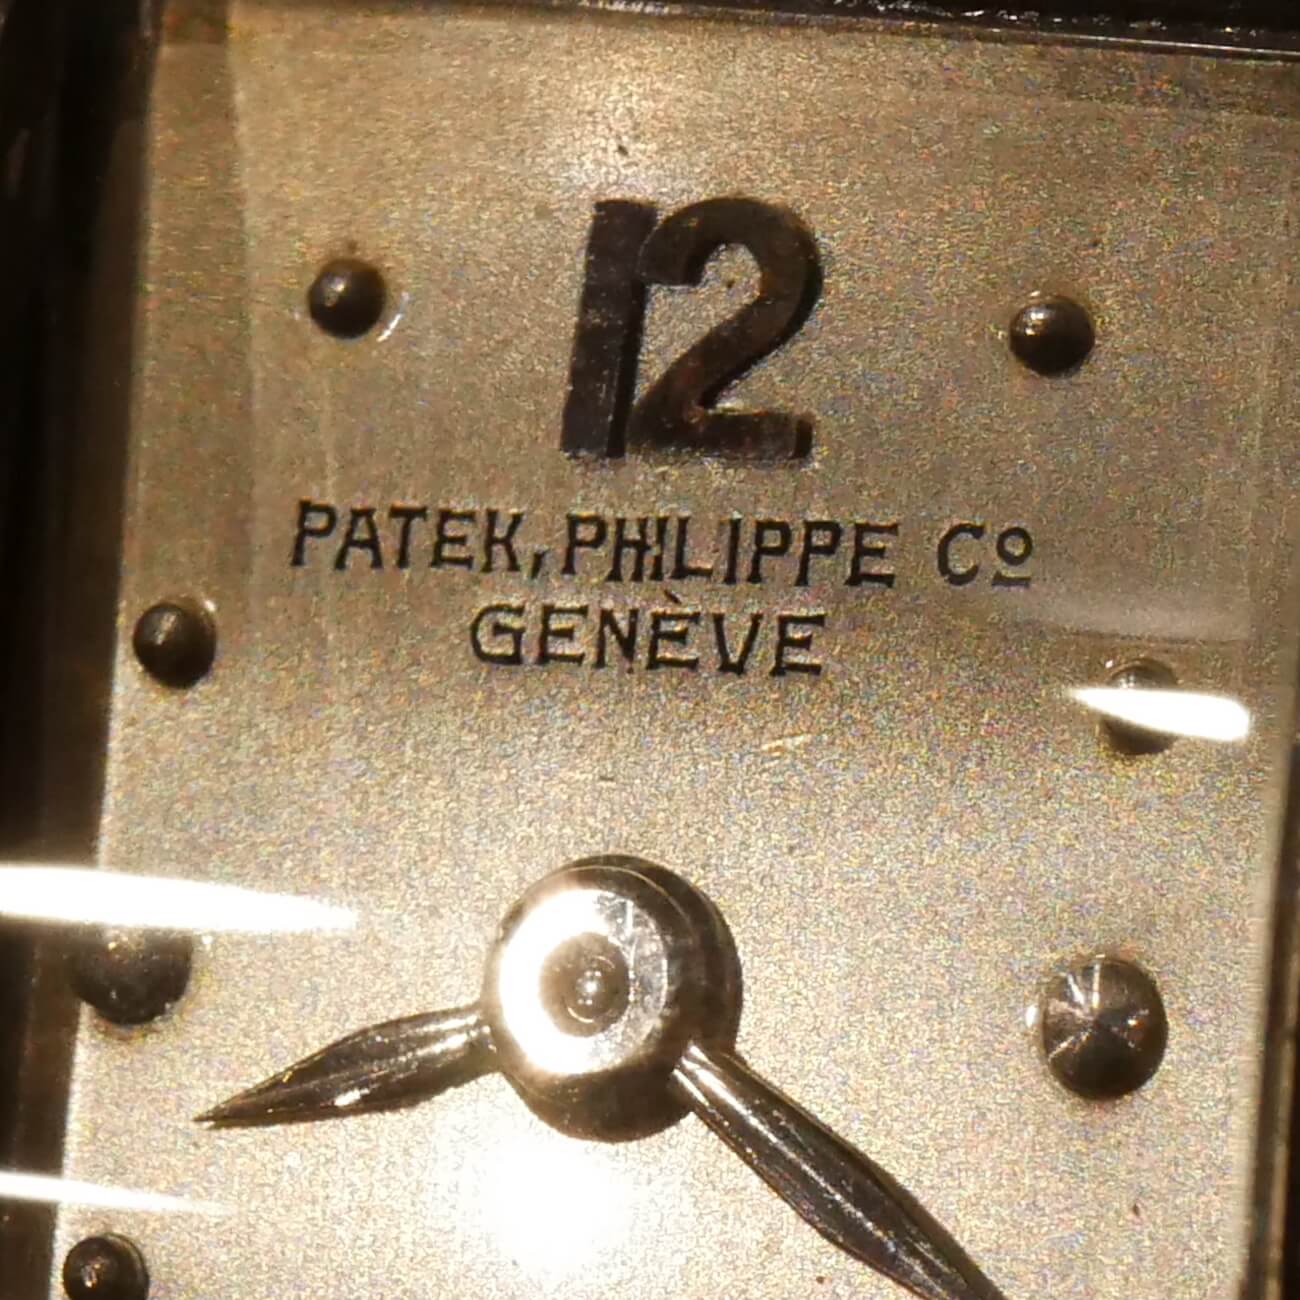 12
PATEK, PHILIPPE Cº
GENÈVE